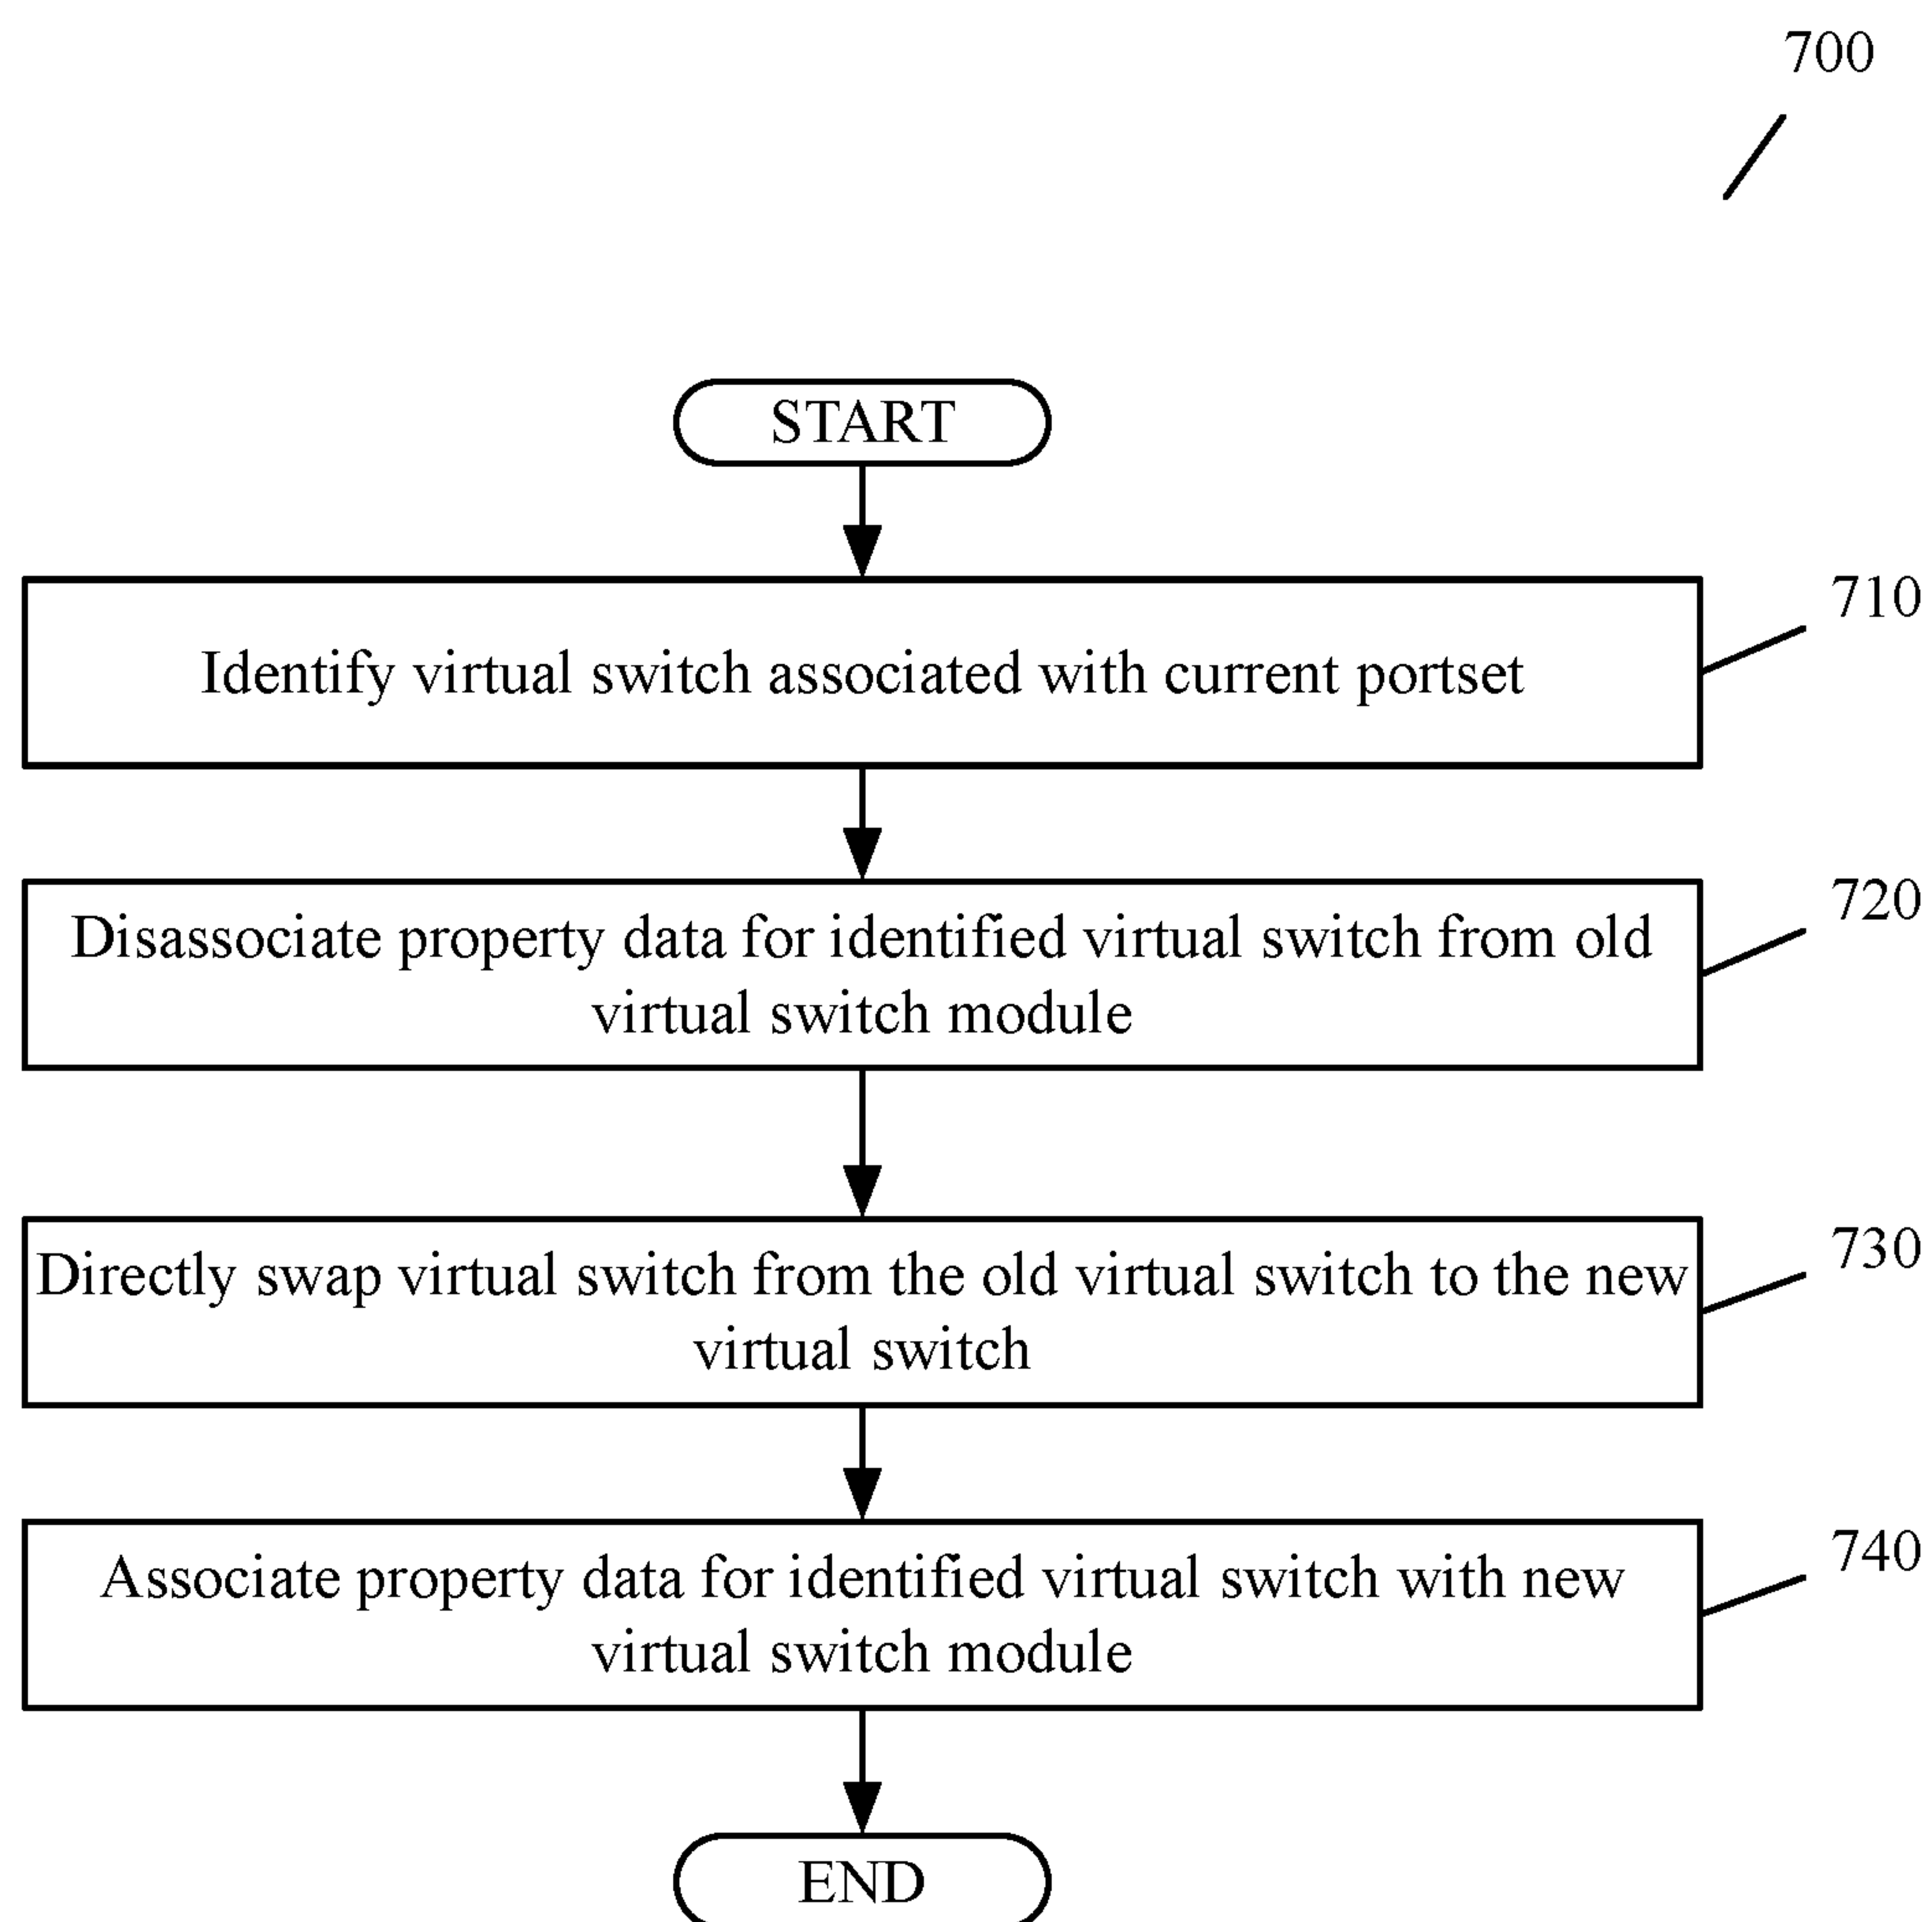 700
START
710
Identify virtual switch associated with current portset
720
Disassociate property data for identified virtual switch from old
virtual switch module
730
Directly swap virtual switch from the old virtual switch to the new
virtual switch
740
Associate property data for identified virtual switch with new
virtual switch module
END